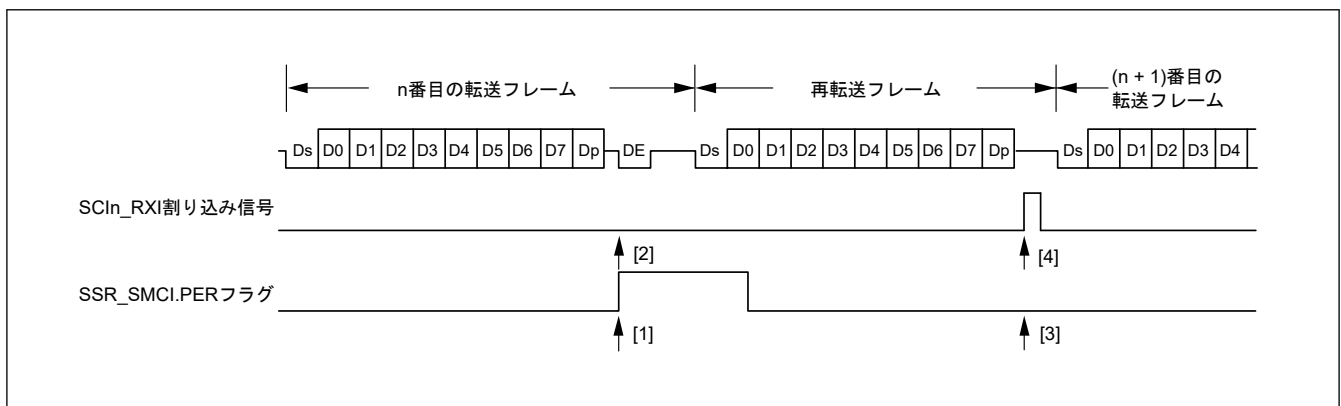 n番目の転送フレーム
再転送フレーム
(n + 1)番目の
転送フレーム
Ds D0 D1 D2 D3 D4 D5 D6 D7 Dp DE Ds D0 D1 D2 D3 D4 D5 D6 D7 Dp Ds D0 D1 D2 D3 D4
SCIn_RXI割り込み信号
[2]
[4]
SSR_SMCI.PERフラグ
[1]
[3]